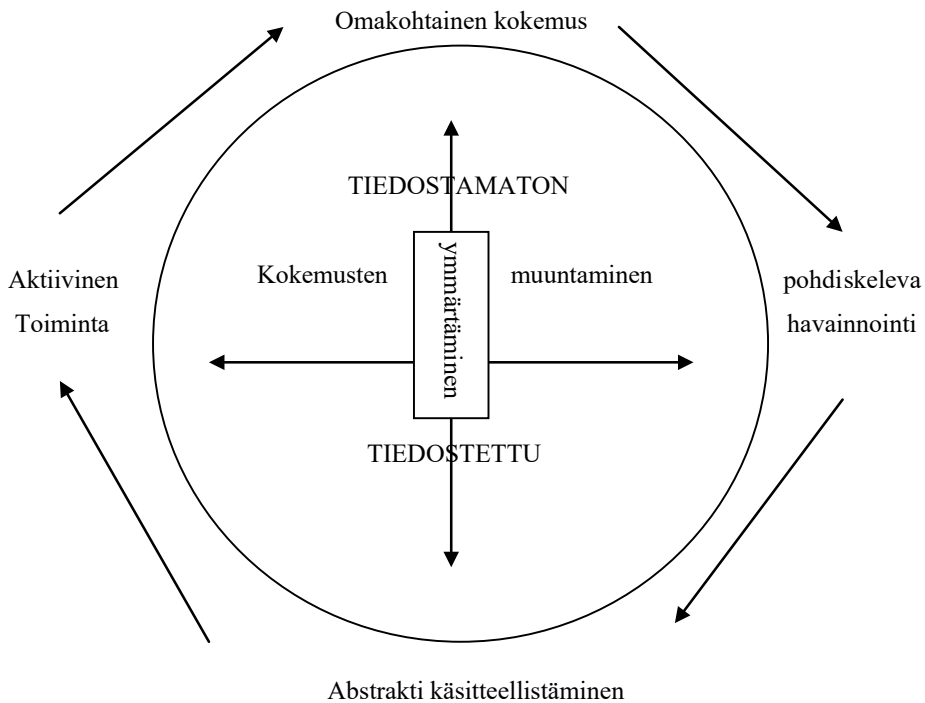 Omakohtainen kokemus
TIEDOSTAMATON
Kokemusten
ymmärtäminen
muuntaminen
Aktiivinen
Toiminta
pohdiskeleva
havainnointi
TIEDOSTETTU
Abstrakti käsitteellistäminen